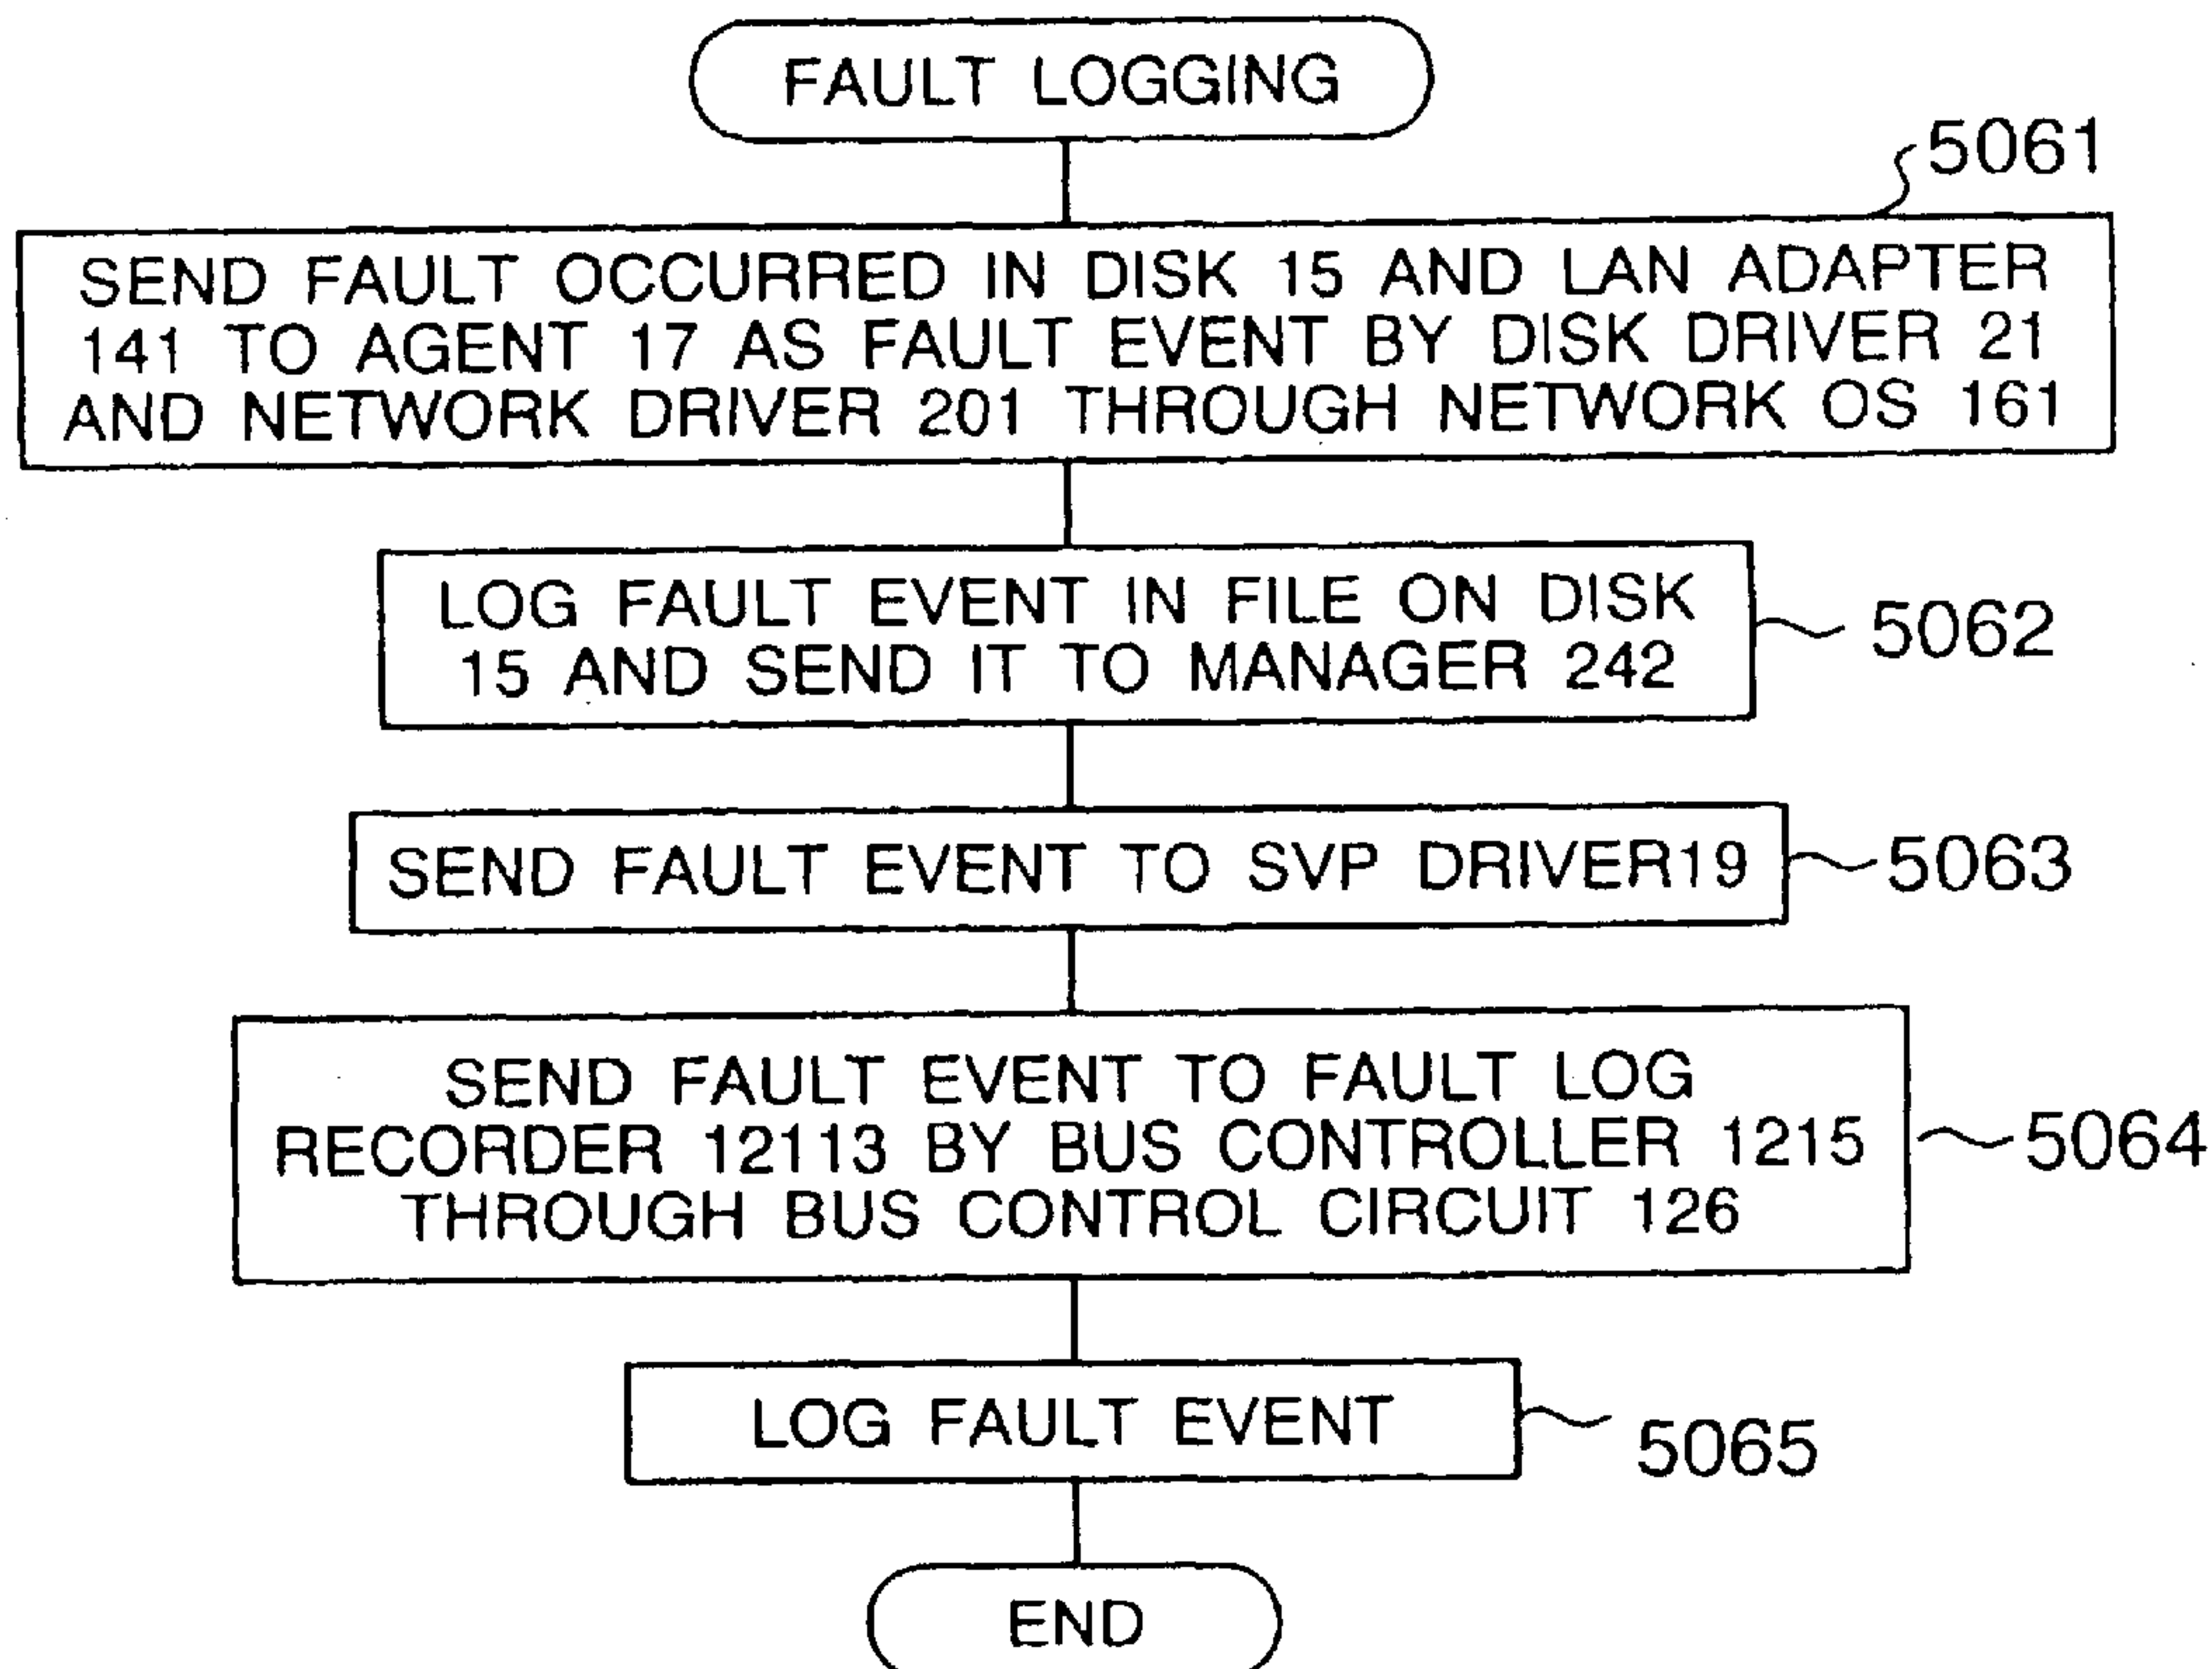 FAULT LOGGING
5061
SEND FAULT OCCURRED IN DISK 15 AND LAN ADAPTER
141 TO AGENT 17 AS FAULT EVENT BY DISK DRIVER 21
AND NETWORK DRIVER 201 THROUGH NETWORK OS 161
LOG FAULT EVENT IN FILE ON DISK
15 AND SEND IT TO MANAGER 242
5062
SEND FAULT EVENT TO SVP DRIVER19
5063
SEND FAULT EVENT TO FAULT LOG
RECORDER 12113 BY BUS CONTROLLER 1215
THROUGH BUS CONTROL CIRCUIT 126
5064
LOG FAULT EVENT
5065
END